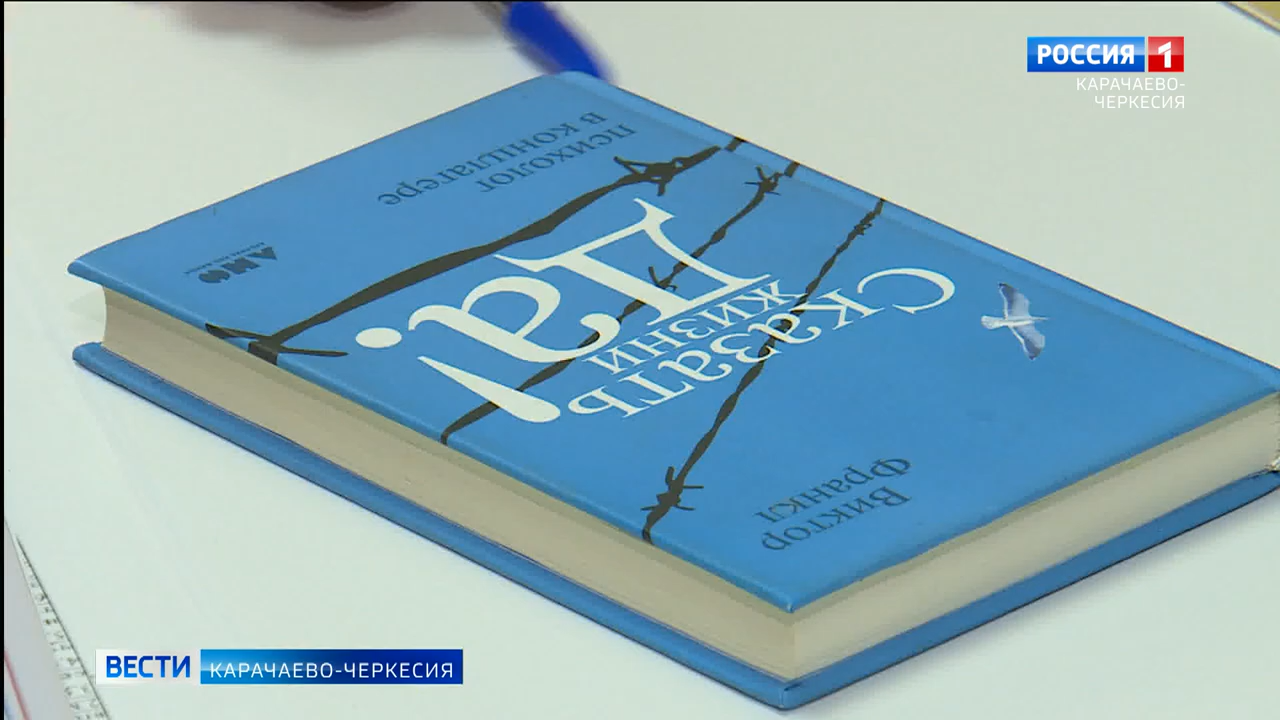 РОССИЯ 1
КАРАЧАЕВО-
ЧЕРКЕСИЯ
Виктор
Франкл
Сказать
ЖИЗНИ
Да!
психолог
в концлагере
ВЕСТИ КАРАЧАЕВО-ЧЕРКЕСИЯ